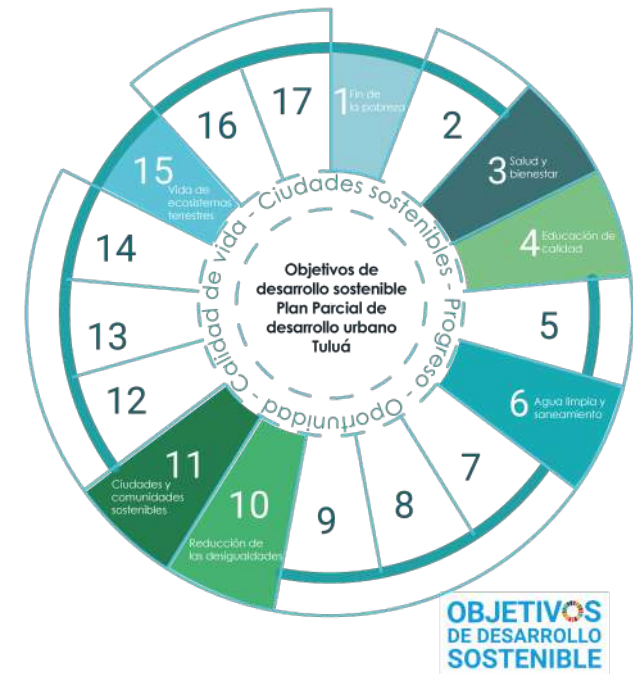 1 Fin de
la pobreza
2
3 Salud y
bienestar
4 Educación de
calidad
5
6 Agua limpia y
saneamiento
7
8
9
10
Reducción de
las desigualdades
11
Ciudades y
comunidades
sostenibles
12
13
14
15
Vida de
ecosistemas
terrestres
16
17
Calidad de vida - Ciudades sostenibles - Progreso - Oportunidad -
Objetivos de
desarrollo sostenible
Plan Parcial de
desarrollo urbano
Tuluá
OBJETIVOS
DE DESARROLLO
SOSTENIBLE